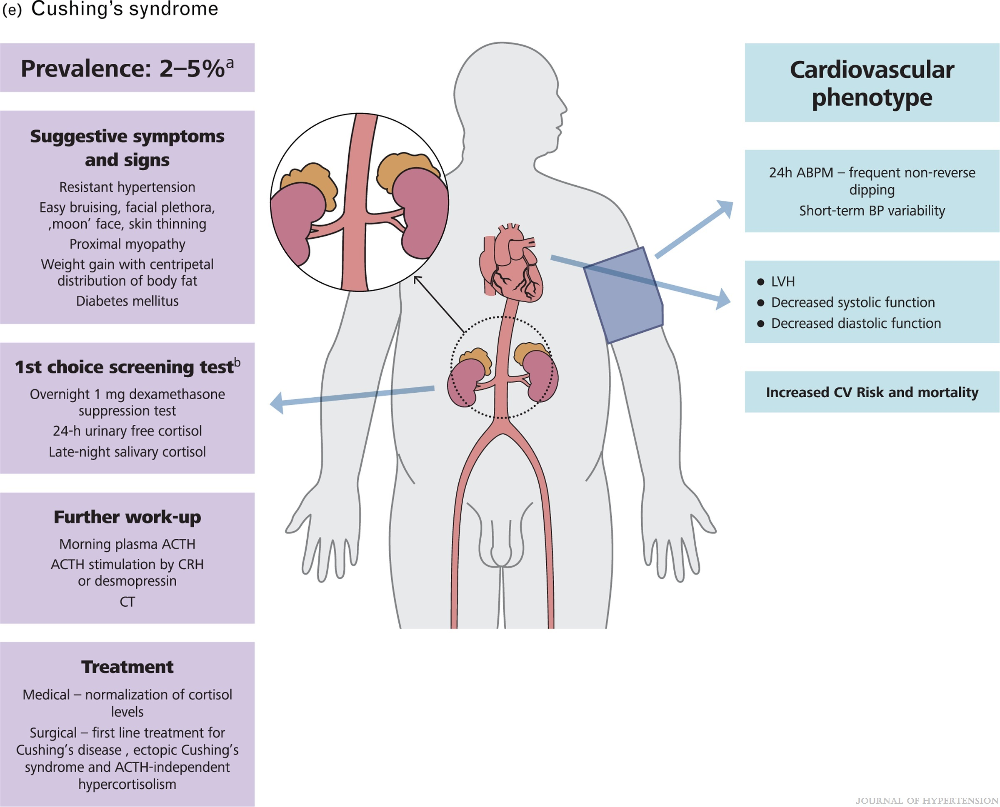 (e) Cushing’s syndrome
Prevalence: 2–5%a
Suggestive symptoms
and signs
Resistant hypertension
Easy bruising, facial plethora,
‚moon’ face, skin thinning
Proximal myopathy
Weight gain with centripetal
distribution of body fat
Diabetes mellitus
1st choice screening testb
Overnight 1 mg dexamethasone
suppression test
24-h urinary free cortisol
Late-night salivary cortisol
Further work-up
Morning plasma ACTH
ACTH stimulation by CRH
or desmopressin
CT
Treatment
Medical – normalization of cortisol
levels
Surgical – first line treatment for
Cushing’s disease , ectopic Cushing’s
syndrome and ACTH-independent
hypercortisolism
Cardiovascular
phenotype
24h ABPM – frequent non-reverse
dipping
Short-term BP variability
● LVH
● Decreased systolic function
● Decreased diastolic function
Increased CV Risk and mortality
JOURNAL OF HYPERTENSION